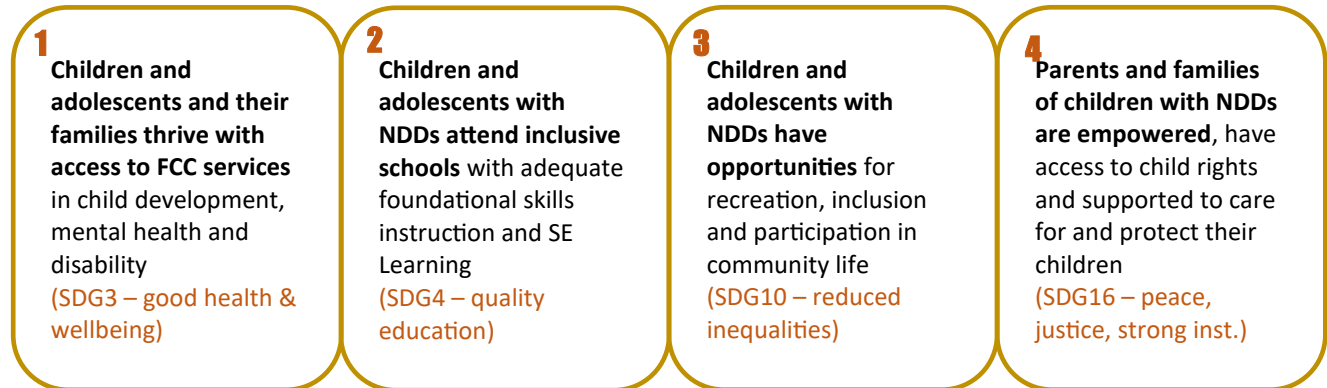 1
Children and
adolescents and their
families thrive with
access to FCC services
in child development,
mental health and
disability
(SDG3 – good health &
wellbeing)
2
Children and
adolescents with
NDDs attend inclusive
schools with adequate
foundational skills
instruction and SE
Learning
(SDG4 – quality
education)
3
Children and
adolescents with
NDDs have
opportunities for
recreation, inclusion
and participation in
community life
(SDG10 – reduced
inequalities)
4
Parents and families
of children with NDDs
are empowered, have
access to child rights
and supported to care
for and protect their
children
(SDG16 – peace,
justice, strong inst.)